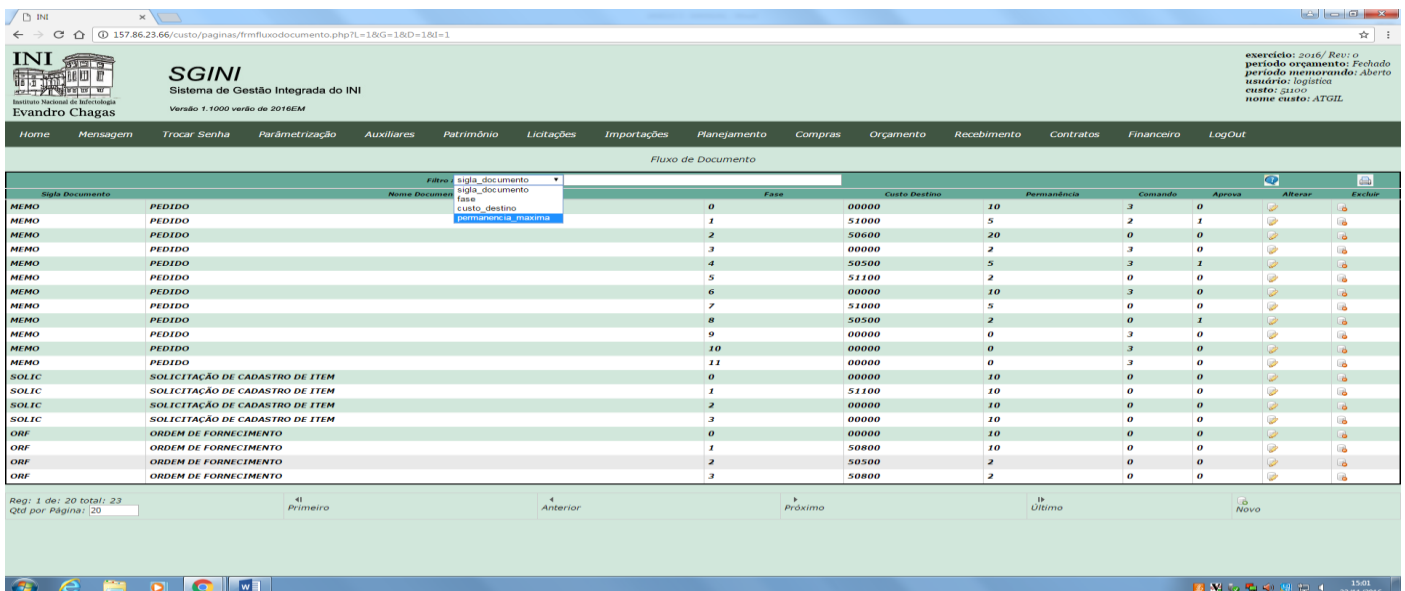 INI
157.86.23.66/custo/paginas/frmfluxodocumento.php?L=1&G=1&D=1&I=1
INI
Instituto Nacional de Infectologia
Evandro Chagas
SGINI
Sistema de Gestão Integrada do INI
Versão 1.1000 verão de 2016EM
exercício: 2016/ Rev: 0
período orçamento: Fechado
período memorando: Aberto
usuário: logistica
custo: 51100
nome custo: ATGIL
Home Mensagem Trocar Senha Parâmetrização Auxiliares Patrimônio Licitações Importações Planejamento Compras Orçamento Recebimento Contratos Financeiro LogOut
Fluxo de Documento
Filtro sigla_documento
sigla_documento
fase
custo_destino
permanencia_maxima
Sigla Documento Nome Documen Fase Custo Destino Permanência Comando Aprova Alterar Excluir
MEMO PEDIDO 0 00000 10 3 0
MEMO PEDIDO 1 51000 5 2 1
MEMO PEDIDO 2 50600 20 0 0
MEMO PEDIDO 3 00000 2 3 0
MEMO PEDIDO 4 50500 5 3 1
MEMO PEDIDO 5 51100 2 0 0
MEMO PEDIDO 6 00000 10 3 0
MEMO PEDIDO 7 51000 5 0 0
MEMO PEDIDO 8 50500 2 0 1
MEMO PEDIDO 9 00000 0 3 0
MEMO PEDIDO 10 00000 0 3 0
MEMO PEDIDO 11 00000 0 3 0
SOLIC SOLICITAÇÃO DE CADASTRO DE ITEM 0 00000 10 0 0
SOLIC SOLICITAÇÃO DE CADASTRO DE ITEM 1 51100 10 0 0
SOLIC SOLICITAÇÃO DE CADASTRO DE ITEM 2 00000 10 0 0
SOLIC SOLICITAÇÃO DE CADASTRO DE ITEM 3 00000 10 0 0
ORF ORDEM DE FORNECIMENTO 0 00000 10 0 0
ORF ORDEM DE FORNECIMENTO 1 50800 10 0 0
ORF ORDEM DE FORNECIMENTO 2 50500 2 0 0
ORF ORDEM DE FORNECIMENTO 3 50800 2 0 0
Reg: 1 de: 20 total: 23
Qtd por Página: 20
Primeiro Anterior Próximo Último Novo
15:01